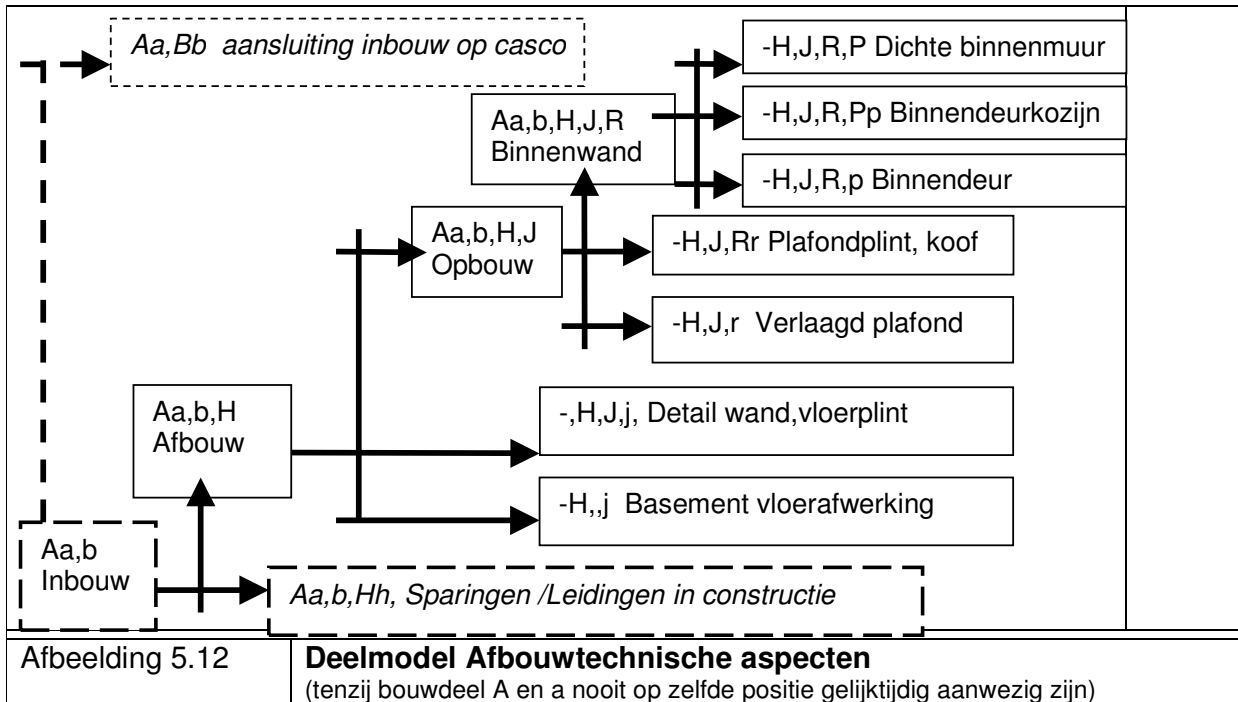 Aa,Bb aansluiting inbouw op casco
-H,J,R,P Dichte binnenmuur
-H,J,R,Pp Binnendeurkozijn
-H,J,R,p Binnendeur
Aa,b,H,J,R
Binnenwand
Aa,b,H,J
Opbouw
-H,J,Rr Plafondplint, koof
-H,J,r Verlaagd plafond
Aa,b,H
Afbouw
-,H,J,j, Detail wand,vloerplint
-H,,j Basement vloerafwerking
Aa,b
Inbouw
Aa,b,Hh, Sparingen /Leidingen in constructie
Afbeelding 5.12
Deelmodel Afbouwtechnische aspecten
(tenzij bouwdeel A en a nooit op zelfde positie gelijktijdig aanwezig zijn)